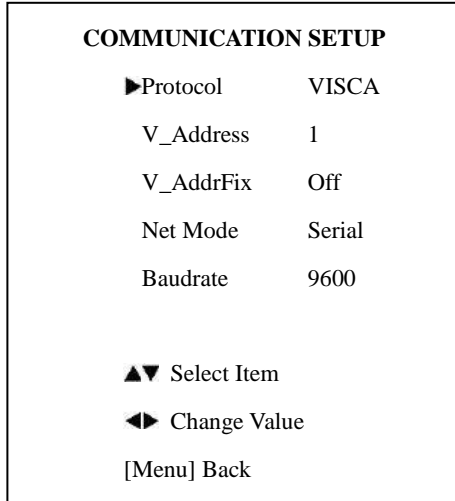 COMMUNICATION SETUP
▶Protocol VISCA
V_Address 1
V_AddrFix Off
Net Mode Serial
Baudrate 9600
▲▼ Select Item
◀▶ Change Value
[Menu] Back